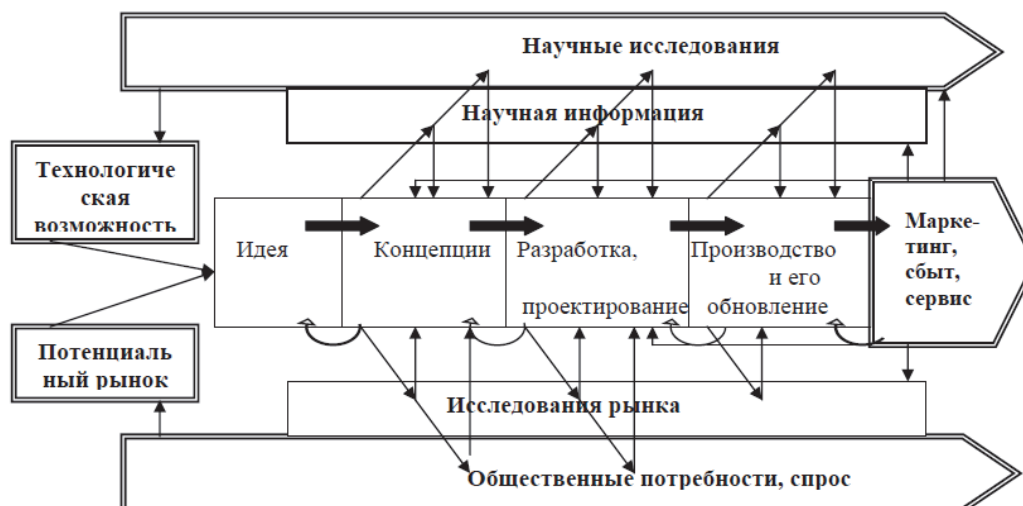 Научные исследования
Научная информация
Технологиче
ская
возможность
Идея
Концепции
Разработка,
проектирование
Производство
и его
обновление
Марке-
тинг,
сбыт,
сервис
Потенциаль
ный рынок
Исследования рынка
Общественные потребности, спрос